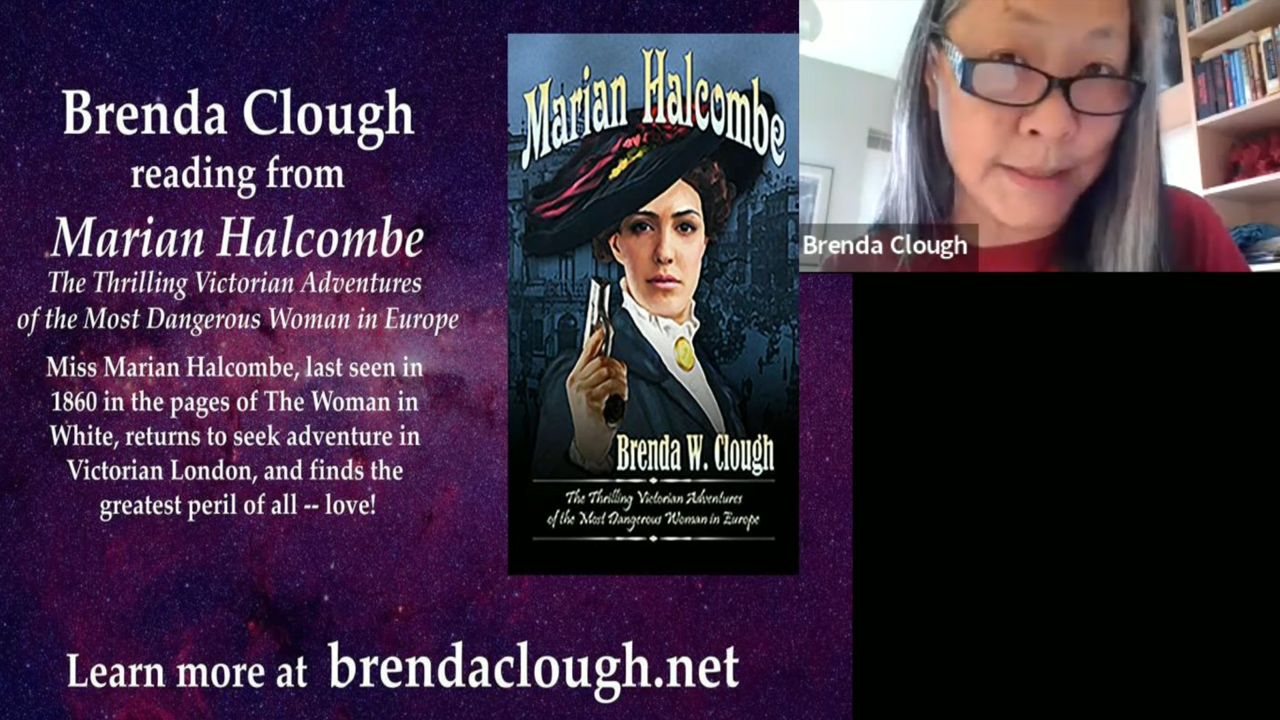 Brenda Clough
reading from
Marian Halcombe
The Thrilling Victorian Adventures
of the Most Dangerous Woman in Europe
Miss Marian Halcombe, last seen in
1860 in the pages of The Woman in
White, returns to seek adventure in
Victorian London, and finds the
greatest peril of all -- love!
Learn more at brendaclough.net
Marian Halcombe
Brenda W. Clough
The Thrilling Victorian Adventures
of the Most Dangerous Woman in Europe
Brenda Clough